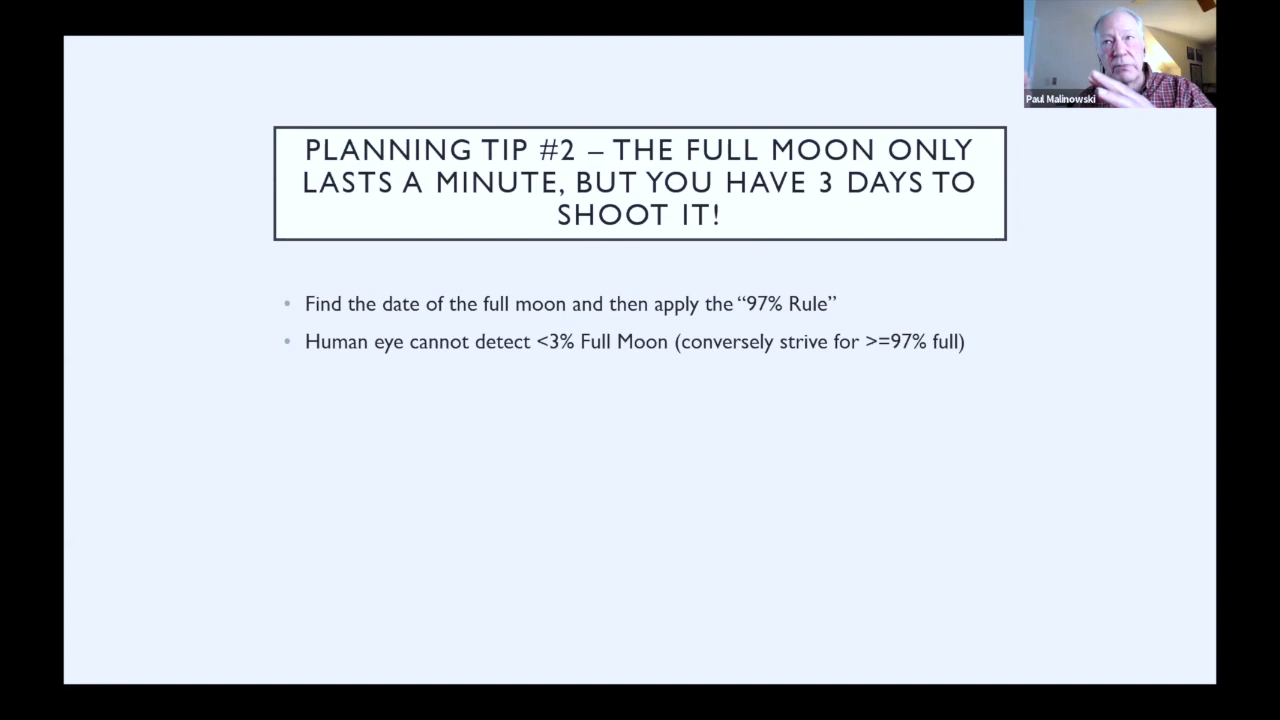 PLANNING TIP #2 – THE FULL MOON ONLY
LASTS A MINUTE, BUT YOU HAVE 3 DAYS TO
SHOOT IT!
• Find the date of the full moon and then apply the “97% Rule”
• Human eye cannot detect <3% Full Moon (conversely strive for >=97% full)
Paul Malinowski